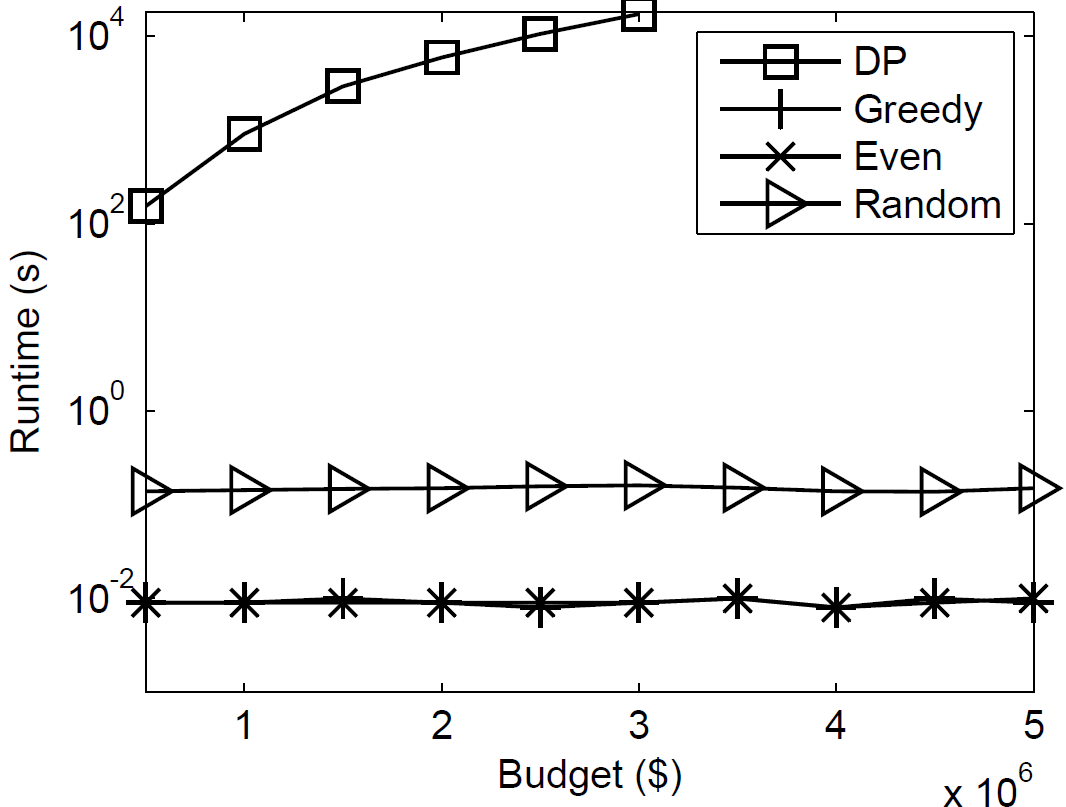 10^4
10^2
10^0
10^-2
Runtime (s)
DP
Greedy
Even
Random
1 2 3 4 5
Budget ($)
x 10^6